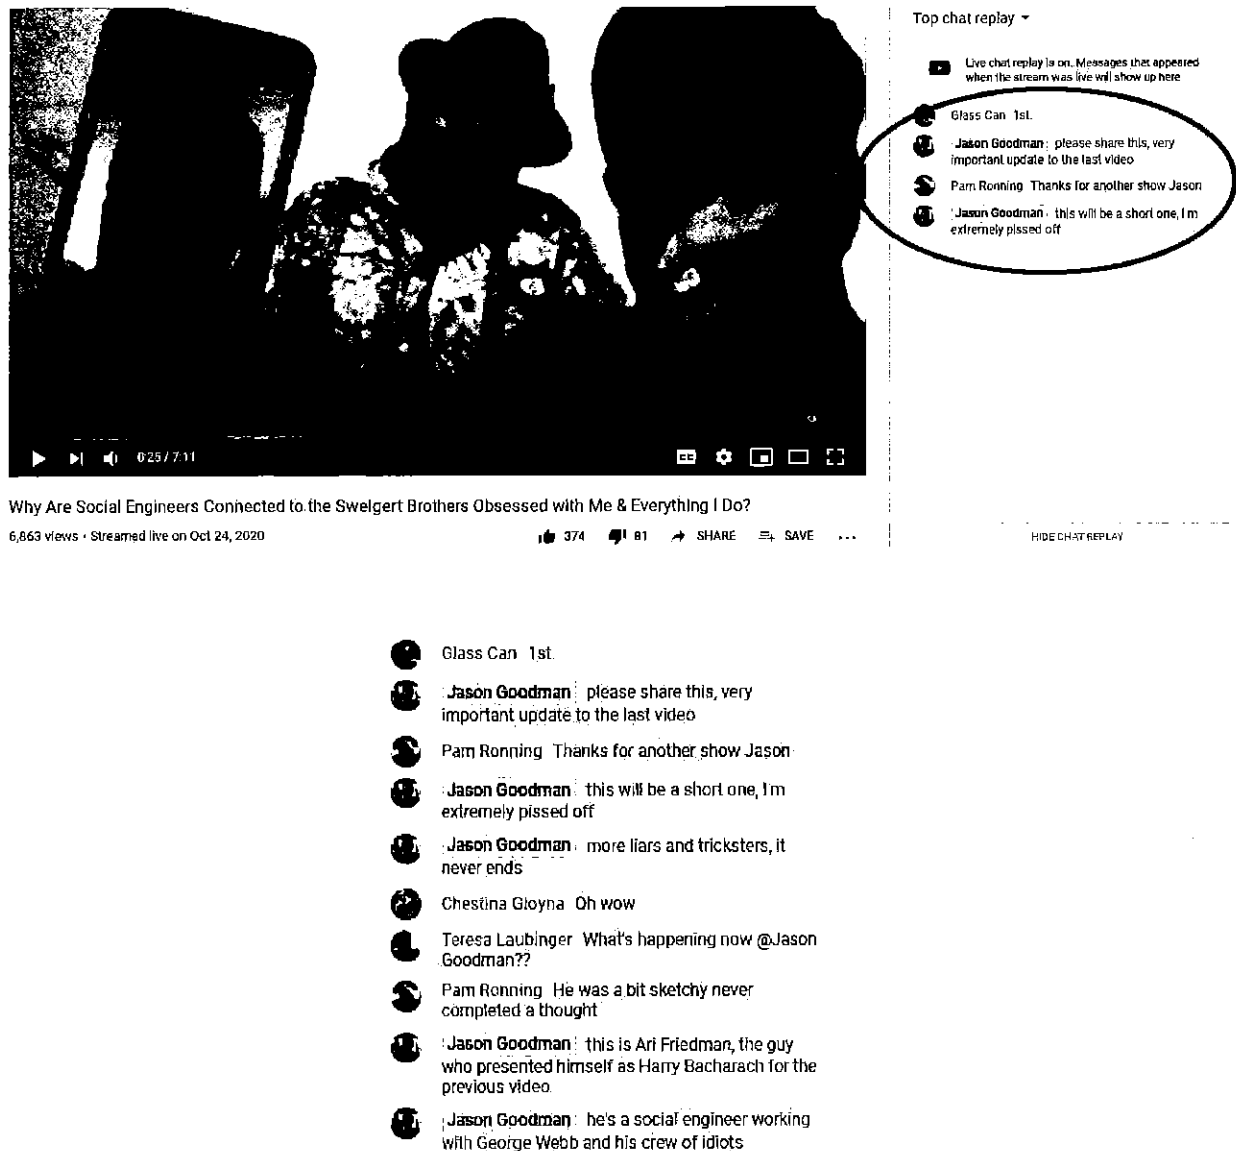 Top chat replay
Live chat replay is on. Messages that appeared
when the stream was live will show up here
Glass Can 1st.
Jason Goodman please share this, very
important update to the last video
Pam Ronning Thanks for another show Jason
Jason Goodman this will be a short one, I'm
extremely pissed off
0:25 / 7:11
Why Are Social Engineers Connected to the Sweigert Brothers Obsessed with Me & Everything I Do?
6,863 views • Streamed live on Oct 24, 2020
374 81 SHARE SAVE ...
HIDE CHAT REPLAY
Glass Can 1st.
Jason Goodman please share this, very
important update to the last video
Pam Ronning Thanks for another show Jason
Jason Goodman this will be a short one, I'm
extremely pissed off
Jason Goodman more liars and tricksters, it
never ends
Chestina Gloyna Oh wow
Teresa Laubinger What's happening now @Jason
Goodman??
Pam Ronning He was a bit sketchy never
completed a thought
Jason Goodman this is Ari Friedman, the guy
who presented himself as Harry Bacharach for the
previous video.
Jason Goodman he's a social engineer working
with George Webb and his crew of idiots